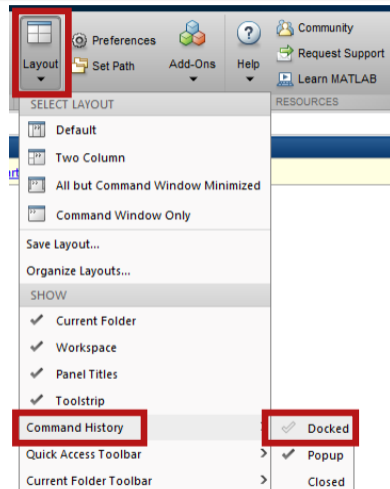 Preferences
Community
Layout
Set Path
Add-Ons
Help
Request Support
Learn MATLAB
SELECT LAYOUT
RESOURCES
Default
Two Column
All but Command Window Minimized
Command Window Only
Save Layout...
Organize Layouts...
SHOW
Current Folder
Workspace
Panel Titles
Toolstrip
Command History
Docked
Quick Access Toolbar
Popup
Current Folder Toolbar
Closed